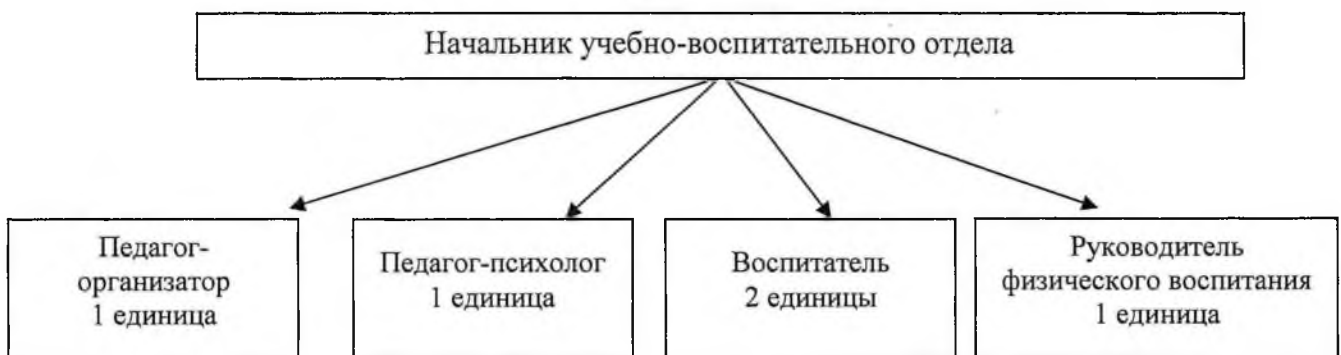 Начальник учебно-воспитательного отдела
Педагог-
организатор
1 единица
Педагог-психолог
1 единица
Воспитатель
2 единицы
Руководитель
физического воспитания
1 единица